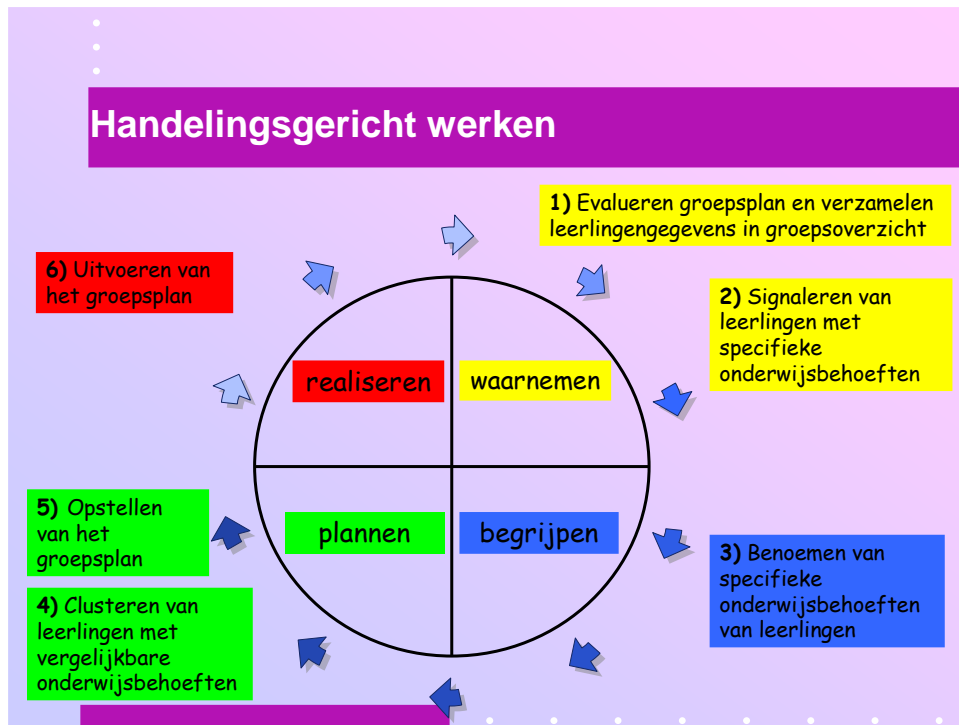 Handelingsgericht werken
1) Evalueren groepsplan en verzamelen
leerlingengegevens in groepsoverzicht
2) Signaleren van
leerlingen met
specifieke
onderwijsbehoeften
3) Benoemen van
specifieke
onderwijsbehoeften
van leerlingen
4) Clusteren van
leerlingen met
vergelijkbare
onderwijsbehoeften
5) Opstellen
van het
groepsplan
6) Uitvoeren van
het groepsplan
realiseren
waarnemen
plannen
begrijpen